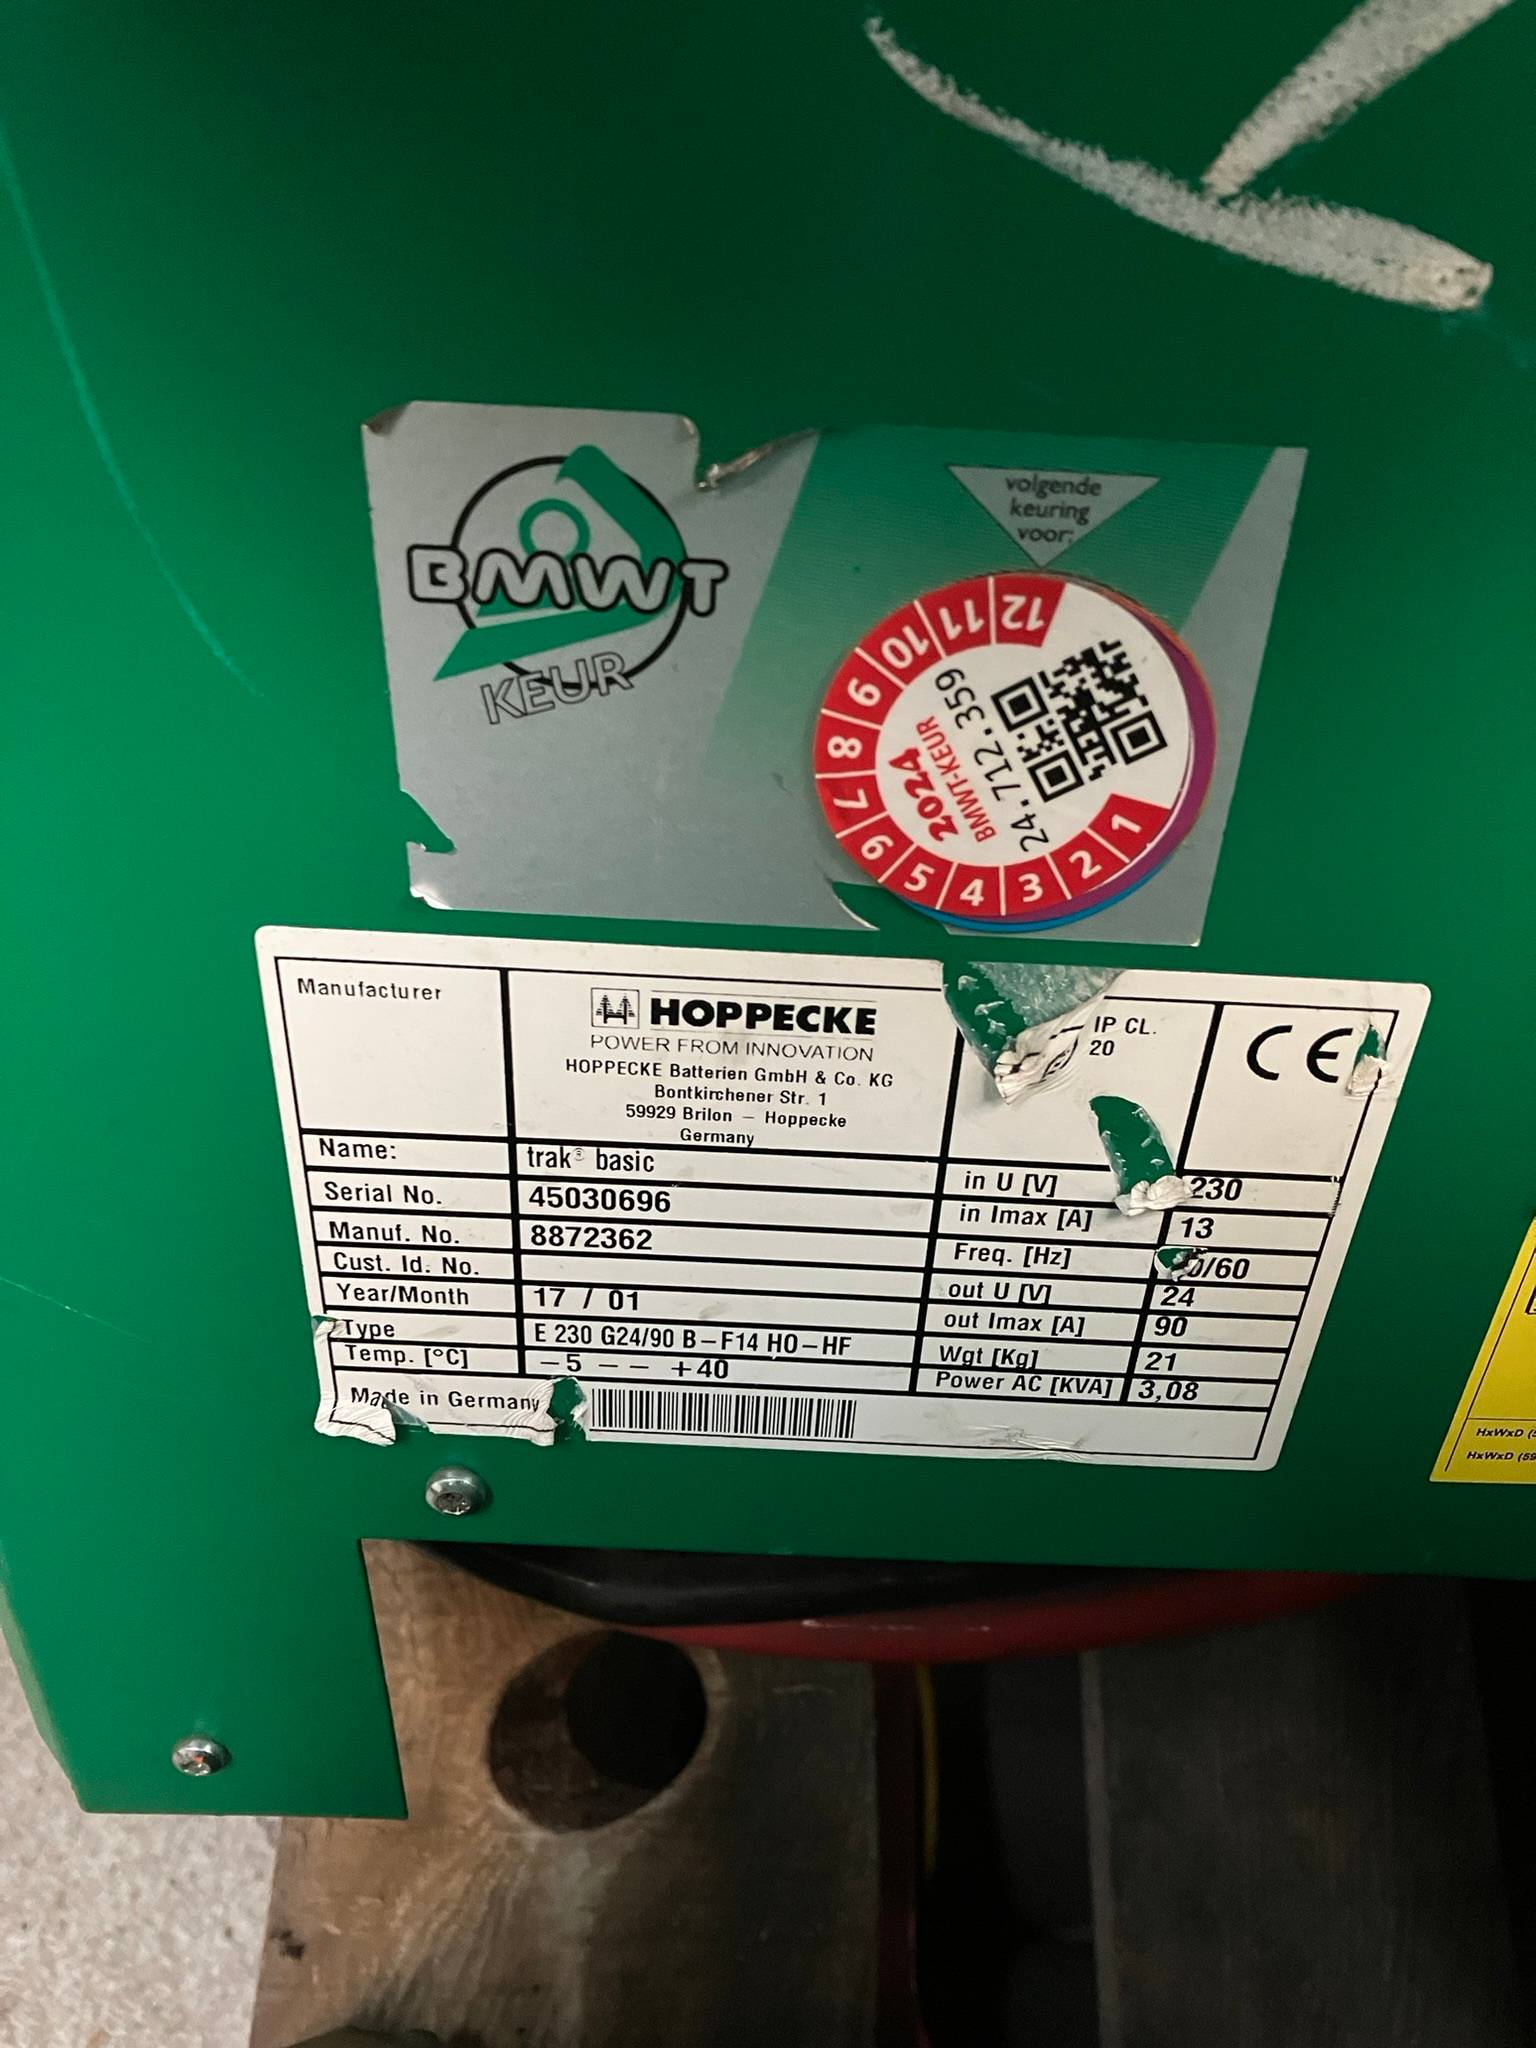 BMWT
KEUR
volgende
keuring
voor:
1 2 3 4 5 6 7 8 9 10 11 12
2024
BMWT-KEUR
24.712.359
Manufacturer
HOPPECKE
POWER FROM INNOVATION
HOPPECKE Batterien GmbH & Co. KG
Bontkirchener Str. 1
59929 Brilon – Hoppecke
Germany
IP CL.
20
CE
Name: trak® basic
Serial No. 45030696
Manuf. No. 8872362
Cust. Id. No.
Year/Month 17 / 01
Type E 230 G24/90 B–F14 HO–HF
Temp. [°C] –5 –– +40
Made in Germany
in U [V] 230
in Imax [A] 13
Freq. [Hz] 0/60
out U [V] 24
out Imax [A] 90
Wgt [Kg] 21
Power AC [KVA] 3,08
HxWxD
HxWxD